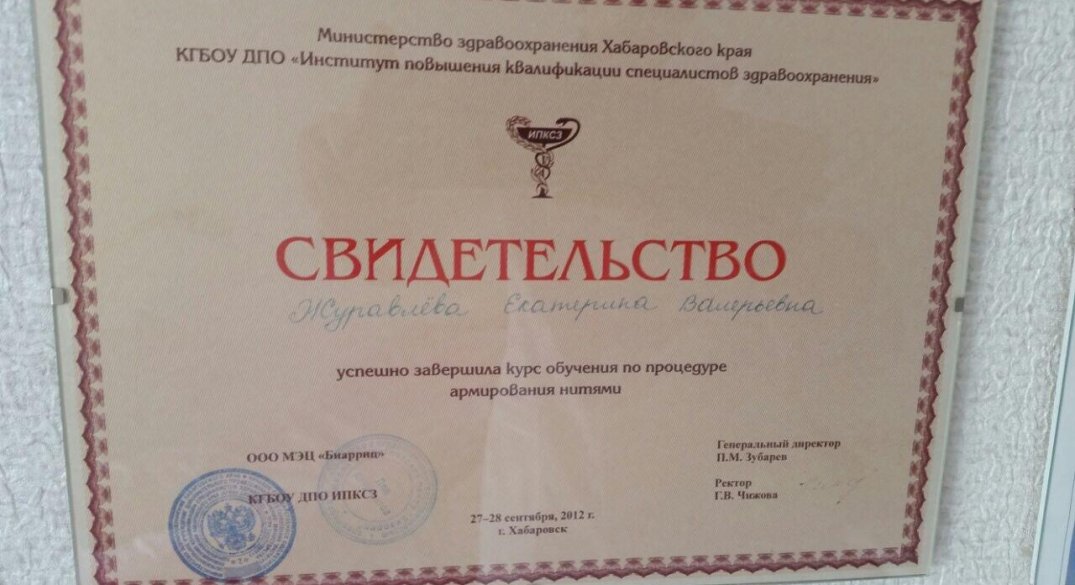 Министерство здравоохранения Хабаровского края
КГБОУ ДПО «Институт повышения квалификации специалистов здравоохранения»
ИПКСЗ
СВИДЕТЕЛЬСТВО
Журавлёва Екатерина Валерьевна
успешно завершила курс обучения по процедуре
армирования нитями
ООО МЭЦ «Биарриц»
КГБОУ ДПО ИПКСЗ
Генеральный директор
П.М. Зубарев
Ректор
Г.В. Чижова
27–28 сентября, 2012 г.
г. Хабаровск